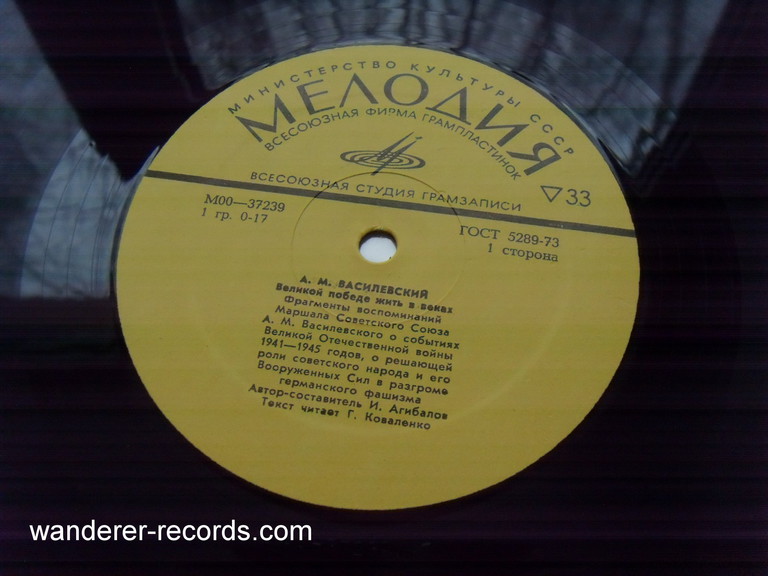 МИНИСТЕРСТВО КУЛЬТУРЫ СССР
МЕЛОДИЯ
ВСЕСОЮЗНАЯ ФИРМА ГРАМПЛАСТИНОК
ВСЕСОЮЗНАЯ СТУДИЯ ГРАМЗАПИСИ
33
М00—37239
1 гр. 0-17
ГОСТ 5289-73
1 сторона
А. М. ВАСИЛЕВСКИЙ
Великой победе жить в веках
Фрагменты воспоминаний
Маршала Советского Союза
А. М. Василевского о событиях
Великой Отечественной войны
1941—1945 годов, о решающей
роли советского народа и его
Вооруженных Сил в разгроме
германского фашизма
Автор-составитель И. Агибалов
Текст читает Г. Коваленко
wanderer-records.com